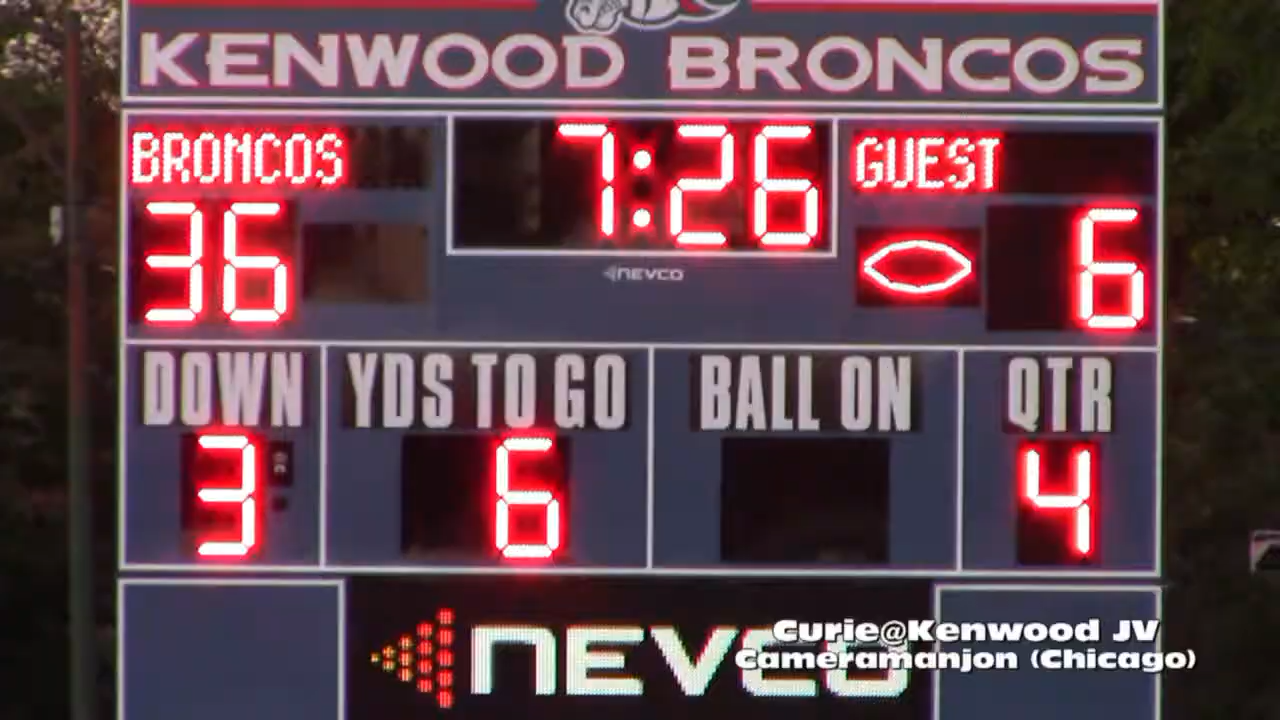 KENWOOD BRONCOS
BRONCOS 7:26 GUEST
36 6
NEVCO
DOWN YDS TO GO BALL ON QTR
3 6 4
NEVCO
Curie@Kenwood JV
Cameramanjon (Chicago)